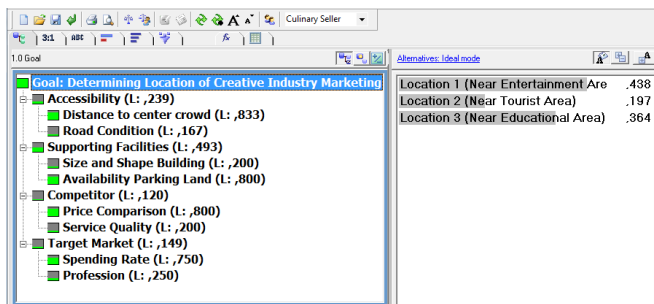 Culinary Seller
3:1
ABC
fx
1.0 Goal
Alternatives: Ideal mode
Goal: Determining Location of Creative Industry Marketing
Accessibility (L: ,239)
Distance to center crowd (L: ,833)
Road Condition (L: ,167)
Supporting Facilities (L: ,493)
Size and Shape Building (L: ,200)
Availability Parking Land (L: ,800)
Competitor (L: ,120)
Price Comparison (L: ,800)
Service Quality (L: ,200)
Target Market (L: ,149)
Spending Rate (L: ,750)
Profession (L: ,250)
Location 1 (Near Entertainment Are ,438
Location 2 (Near Tourist Area) ,197
Location 3 (Near Educational Area) ,364